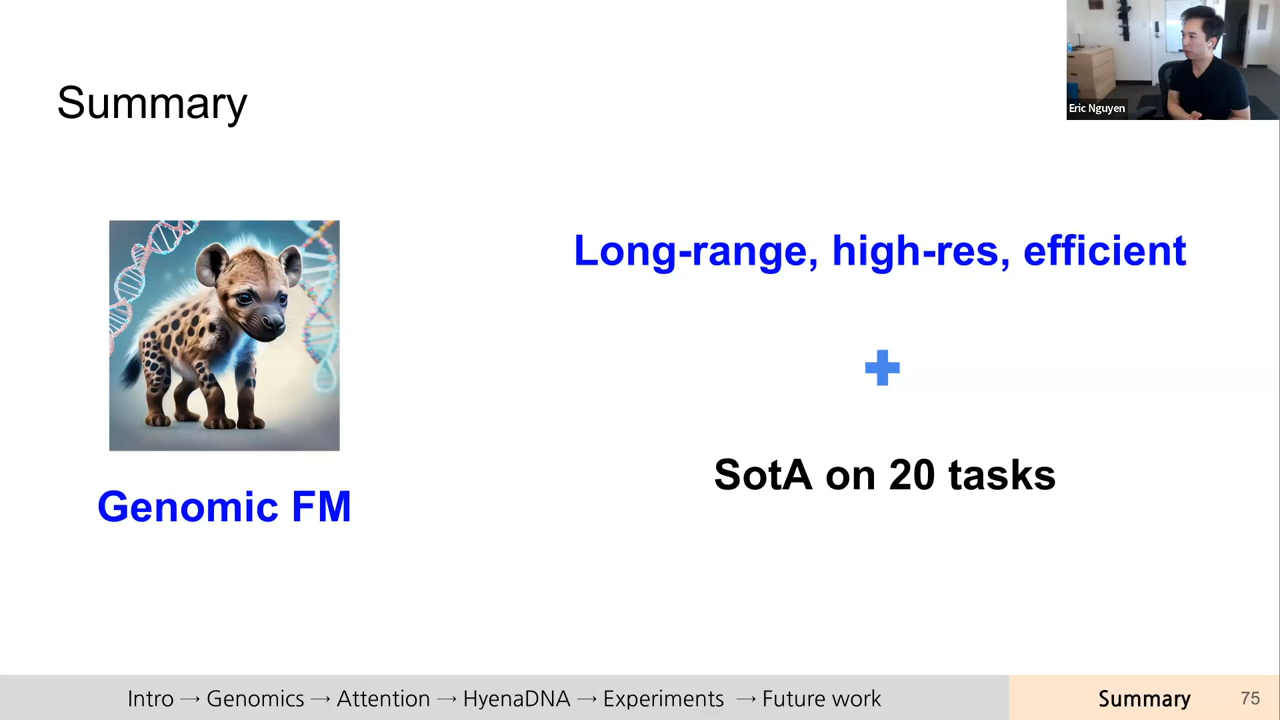 Summary
Eric Nguyen
Long-range, high-res, efficient
SotA on 20 tasks
Genomic FM
Intro → Genomics → Attention → HyenaDNA → Experiments → Future work
Summary
75